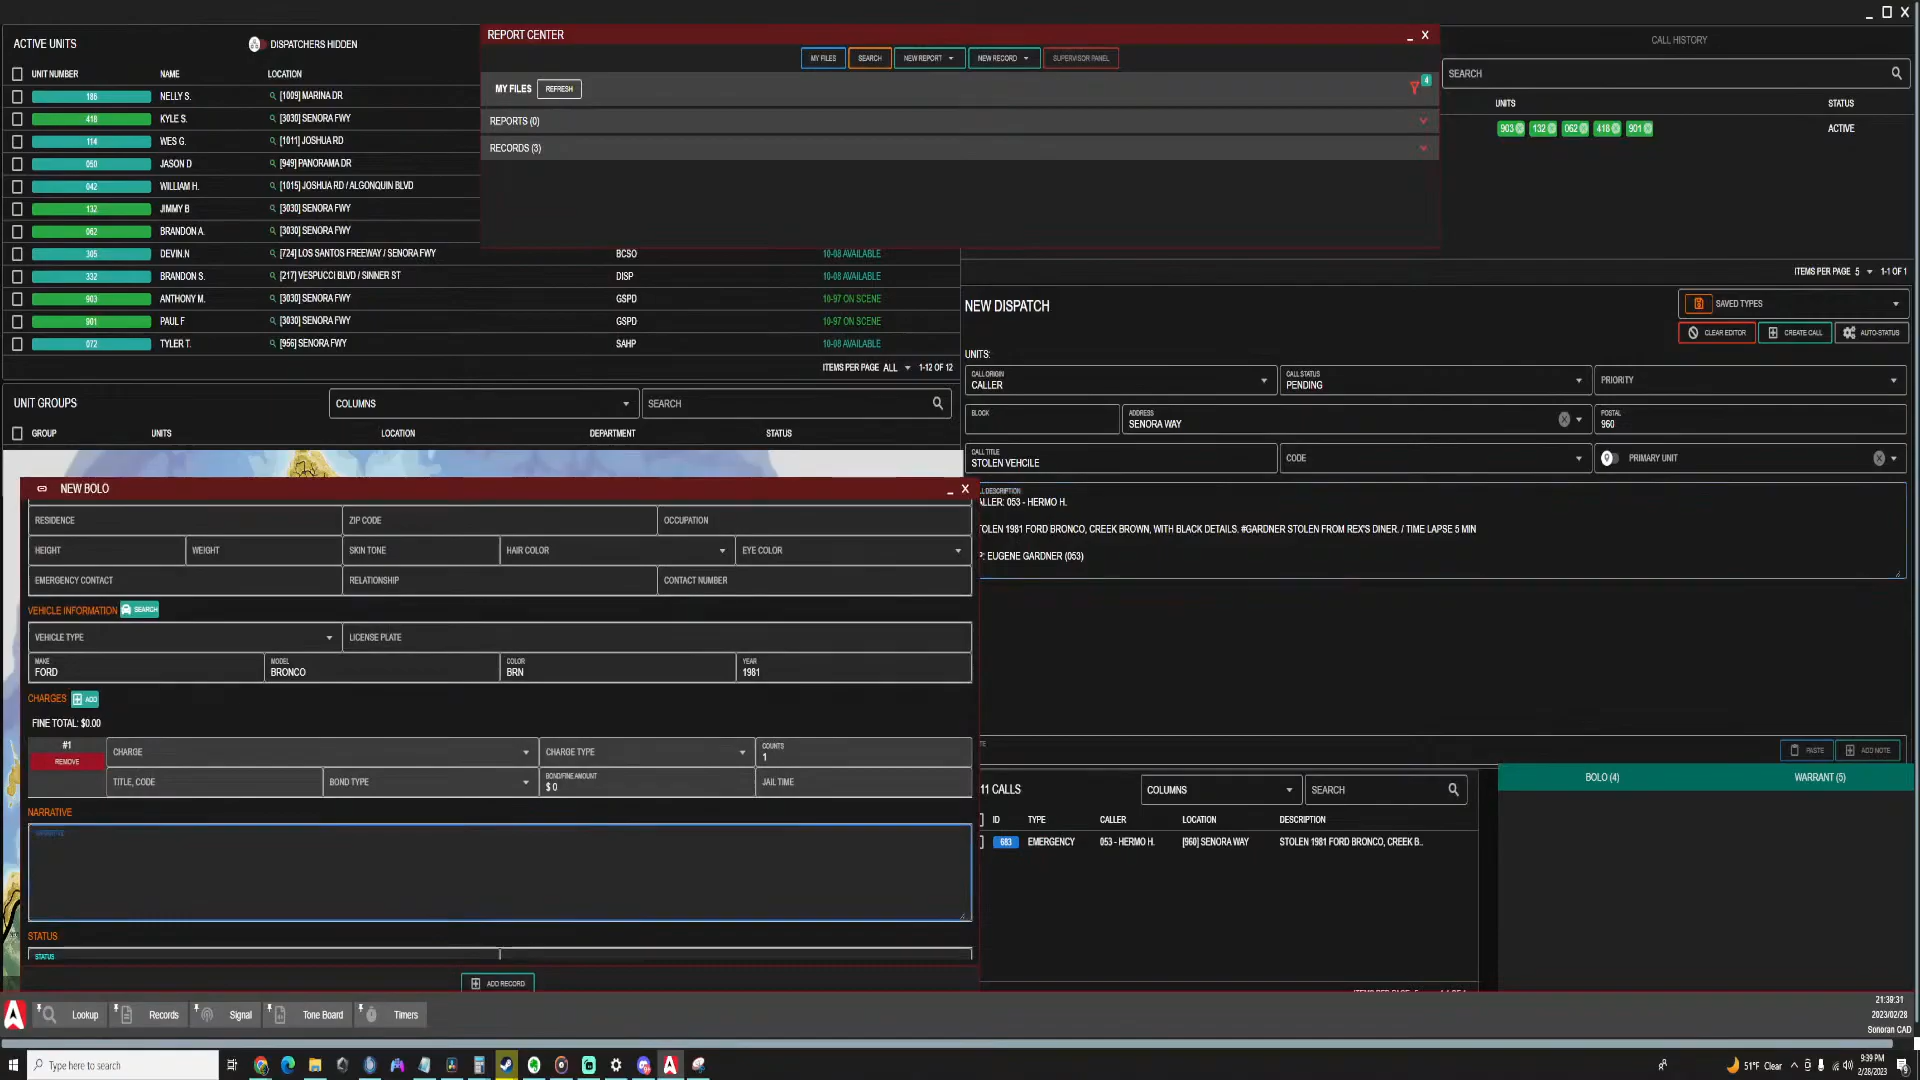 ACTIVE UNITS
DISPATCHERS HIDDEN
UNIT NUMBER NAME LOCATION
186 NELLY S. [1009] MARINA DR
418 KYLE S. [3030] SENORA FWY
114 WES G. [1011] JOSHUA RD
050 JASON D [949] PANORAMA DR
042 WILLIAM H. [1015] JOSHUA RD / ALGONQUIN BLVD
132 JIMMY B [3030] SENORA FWY
062 BRANDON A. [3030] SENORA FWY
305 DEVIN.N [724] LOS SANTOS FREEWAY / SENORA FWY BCSO 10-08 AVAILABLE
332 BRANDON S. [217] VESPUCCI BLVD / SINNER ST DISP 10-08 AVAILABLE
903 ANTHONY M. [3030] SENORA FWY GSPD 10-97 ON SCENE
901 PAUL F [3030] SENORA FWY GSPD 10-97 ON SCENE
072 TYLER T. [956] SENORA FWY SAHP 10-08 AVAILABLE
ITEMS PER PAGE ALL 1-12 OF 12
REPORT CENTER
MY FILES SEARCH NEW REPORT NEW RECORD SUPERVISOR PANEL
MY FILES REFRESH
4
REPORTS (0)
RECORDS (3)
CALL HISTORY
SEARCH
UNITS STATUS
903 132 062 418 901 ACTIVE
ITEMS PER PAGE 5 1-1 OF 1
UNIT GROUPS COLUMNS SEARCH
GROUP UNITS LOCATION DEPARTMENT STATUS
NEW DISPATCH
SAVED TYPES
CLEAR EDITOR CREATE CALL AUTO-STATUS
UNITS:
CALL ORIGIN CALL STATUS
CALLER PENDING PRIORITY
BLOCK ADDRESS POSTAL
SENORA WAY 960
CALL TITLE
STOLEN VEHCILE CODE PRIMARY UNIT
LL DESCRIPTION
ALLER: 053 - HERMO H.
TOLEN 1981 FORD BRONCO, CREEK BROWN, WITH BLACK DETAILS. #GARDNER STOLEN FROM REX'S DINER. / TIME LAPSE 5 MIN
P: EUGENE GARDNER (053)
PASTE ADD NOTE
NEW BOLO
RESIDENCE ZIP CODE OCCUPATION
HEIGHT WEIGHT SKIN TONE HAIR COLOR EYE COLOR
EMERGENCY CONTACT RELATIONSHIP CONTACT NUMBER
VEHICLE INFORMATION SEARCH
VEHICLE TYPE LICENSE PLATE
MAKE MODEL COLOR YEAR
FORD BRONCO BRN 1981
CHARGES ADD
FINE TOTAL: $0.00
#1
REMOVE
CHARGE CHARGE TYPE COUNTS
1
TITLE, CODE BOND TYPE BOND/FINE AMOUNT JAIL TIME
$ 0
NARRATIVE
STATUS
STATUS
ADD RECORD
11 CALLS COLUMNS SEARCH
ID TYPE CALLER LOCATION DESCRIPTION
683 EMERGENCY 053 - HERMO H. [960] SENORA WAY STOLEN 1981 FORD BRONCO, CREEK B..
BOLO (4) WARRANT (5)
Lookup Records Signal Tone Board Timers
21:39:31
2023/02/28
Sonoran CAD
Type here to search
51°F Clear
9:39 PM
2/28/2023